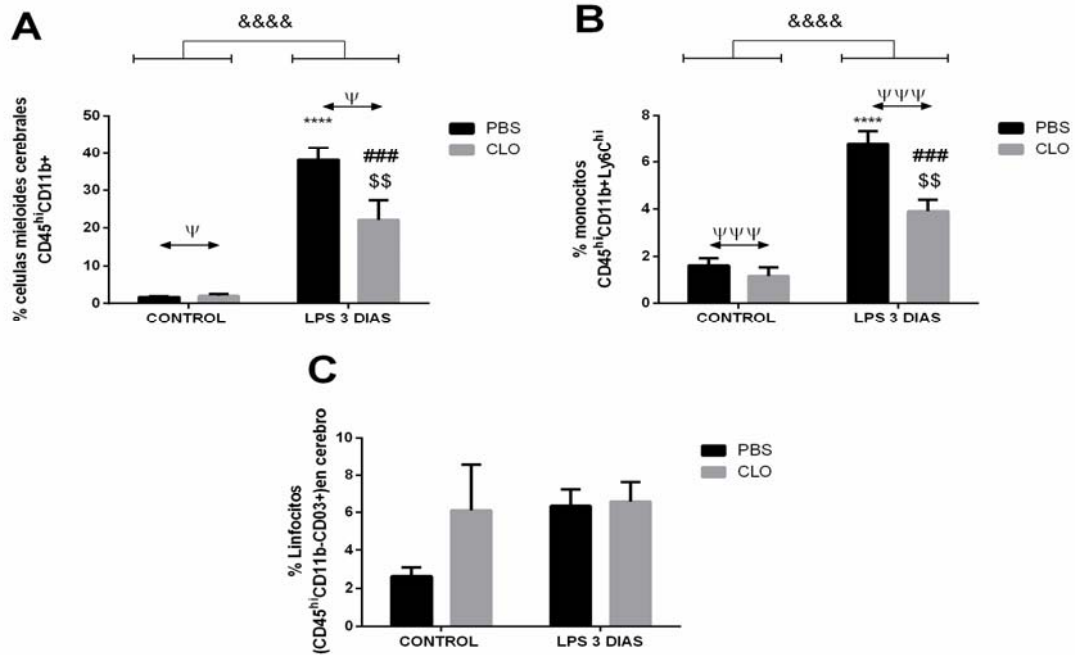 A
&&&&
Ψ
****
###
$$
Ψ
PBS
CLO
% celulas mieloides cerebrales
CD45hiCD11b+
50
40
30
20
10
0
CONTROL
LPS 3 DIAS
B
&&&&
ΨΨΨ
****
###
$$
ΨΨΨ
PBS
CLO
% monocitos
CD45hiCD11b+Ly6Chi
8
6
4
2
0
CONTROL
LPS 3 DIAS
C
PBS
CLO
% Linfocitos
(CD45hiCD11b-CD03+)en cerebro
10
8
6
4
2
0
CONTROL
LPS 3 DIAS